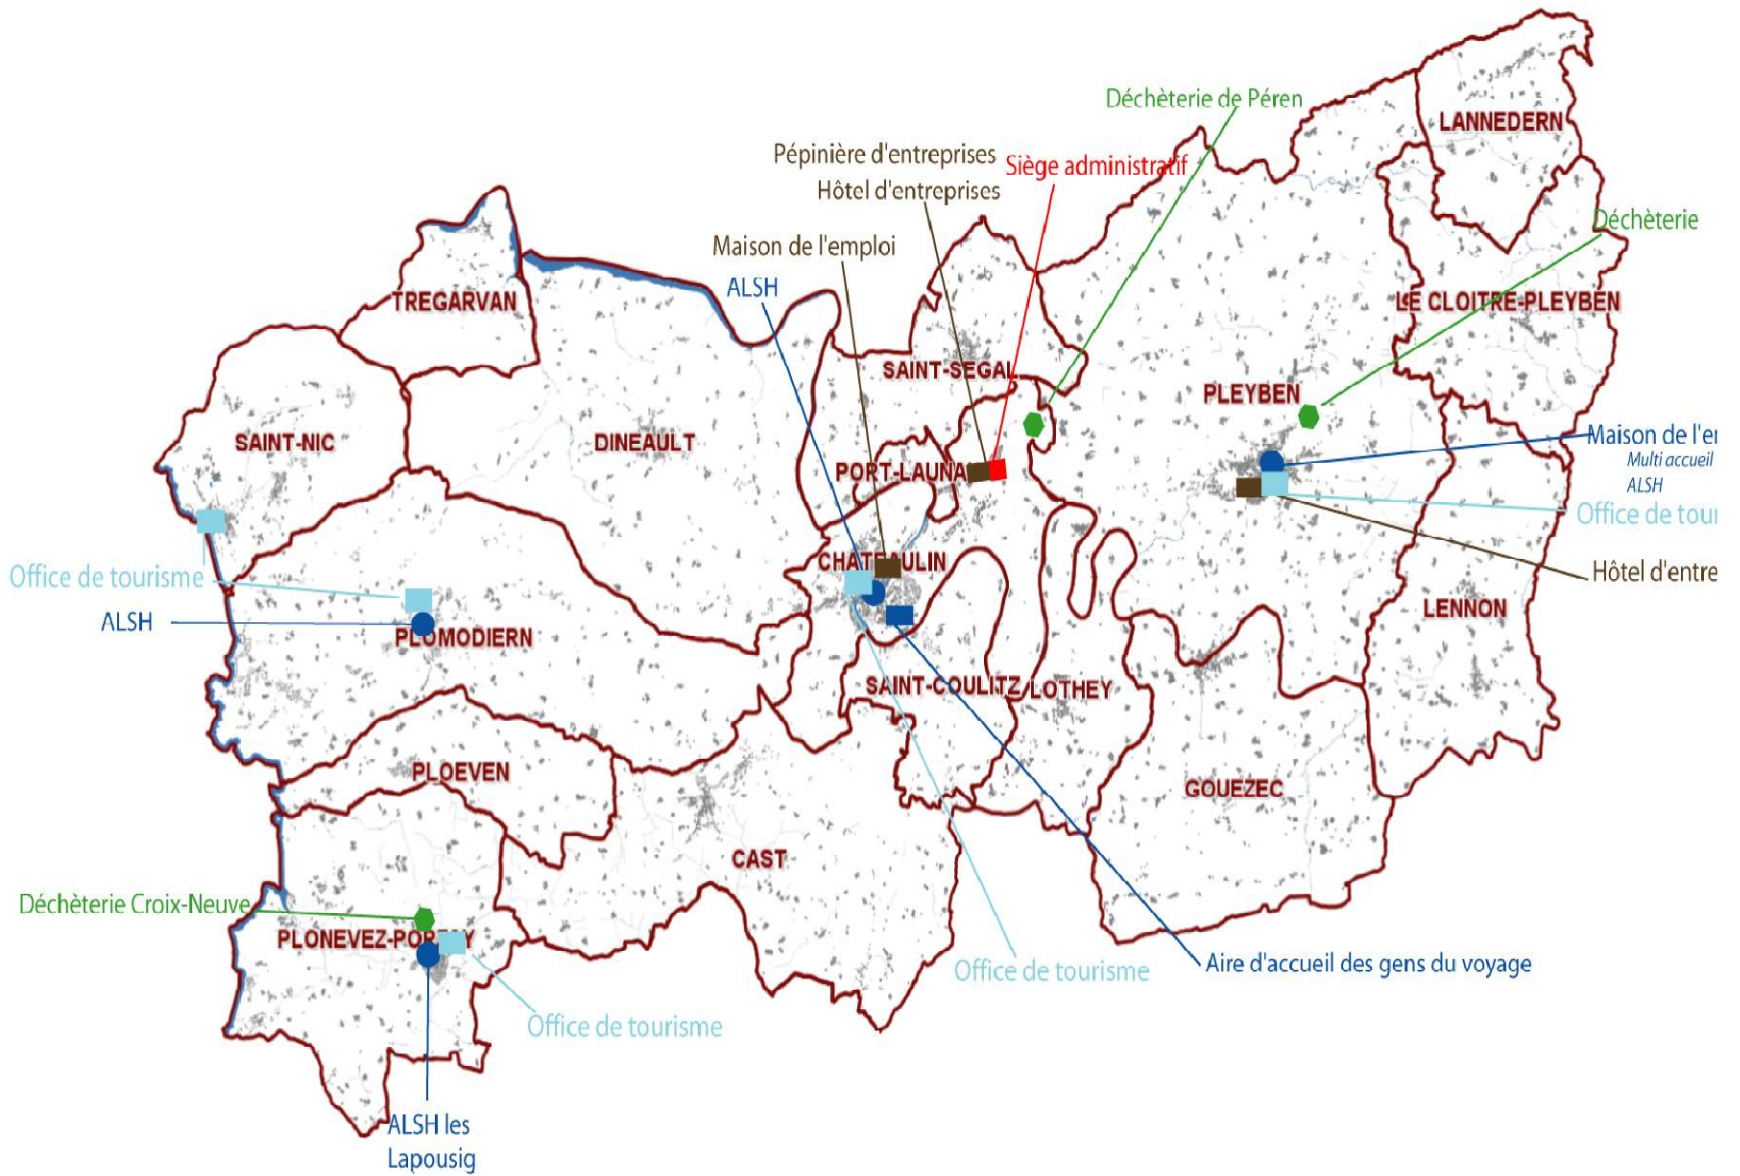 Déchèterie de Péren
LANNEDERN
Pépinière d'entreprises
Siège administratif
Hôtel d'entreprises
Déchèterie
Maison de l'emploi
ALSH
TREGARVAN
LE CLOITRE-PLEYBEN
SAINT-SEGAL
PLEYBEN
SAINT-NIC
DINEAULT
Maison de l'er
Multi accueil
ALSH
PORT-LAUNAY
Office de tour
CHATEAULIN
Hôtel d'entre
Office de tourisme
ALSH
PLOMODIERN
LENNON
SAINT-COULITZ
LOTHEY
PLOEVEN
GOUEZEC
CAST
Déchèterie Croix-Neuve
PLONEVEZ-PORZAY
Office de tourisme
Aire d'accueil des gens du voyage
Office de tourisme
ALSH les
Lapousig